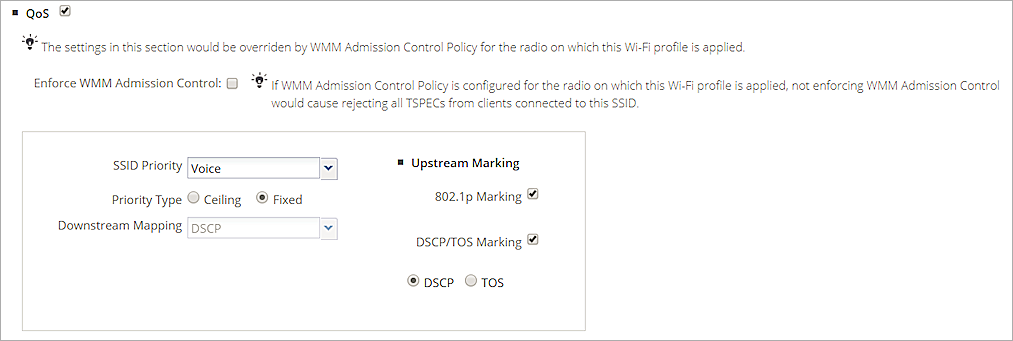 QoS
The settings in this section would be overriden by WMM Admission Control Policy for the radio on which this Wi-Fi profile is applied.
Enforce WMM Admission Control:
If WMM Admission Control Policy is configured for the radio on which this Wi-Fi profile is applied, not enforcing WMM Admission Control
would cause rejecting all TSPECs from clients connected to this SSID.
SSID Priority Voice
Priority Type Ceiling Fixed
Downstream Mapping DSCP
Upstream Marking
802.1p Marking
DSCP/TOS Marking
DSCP TOS